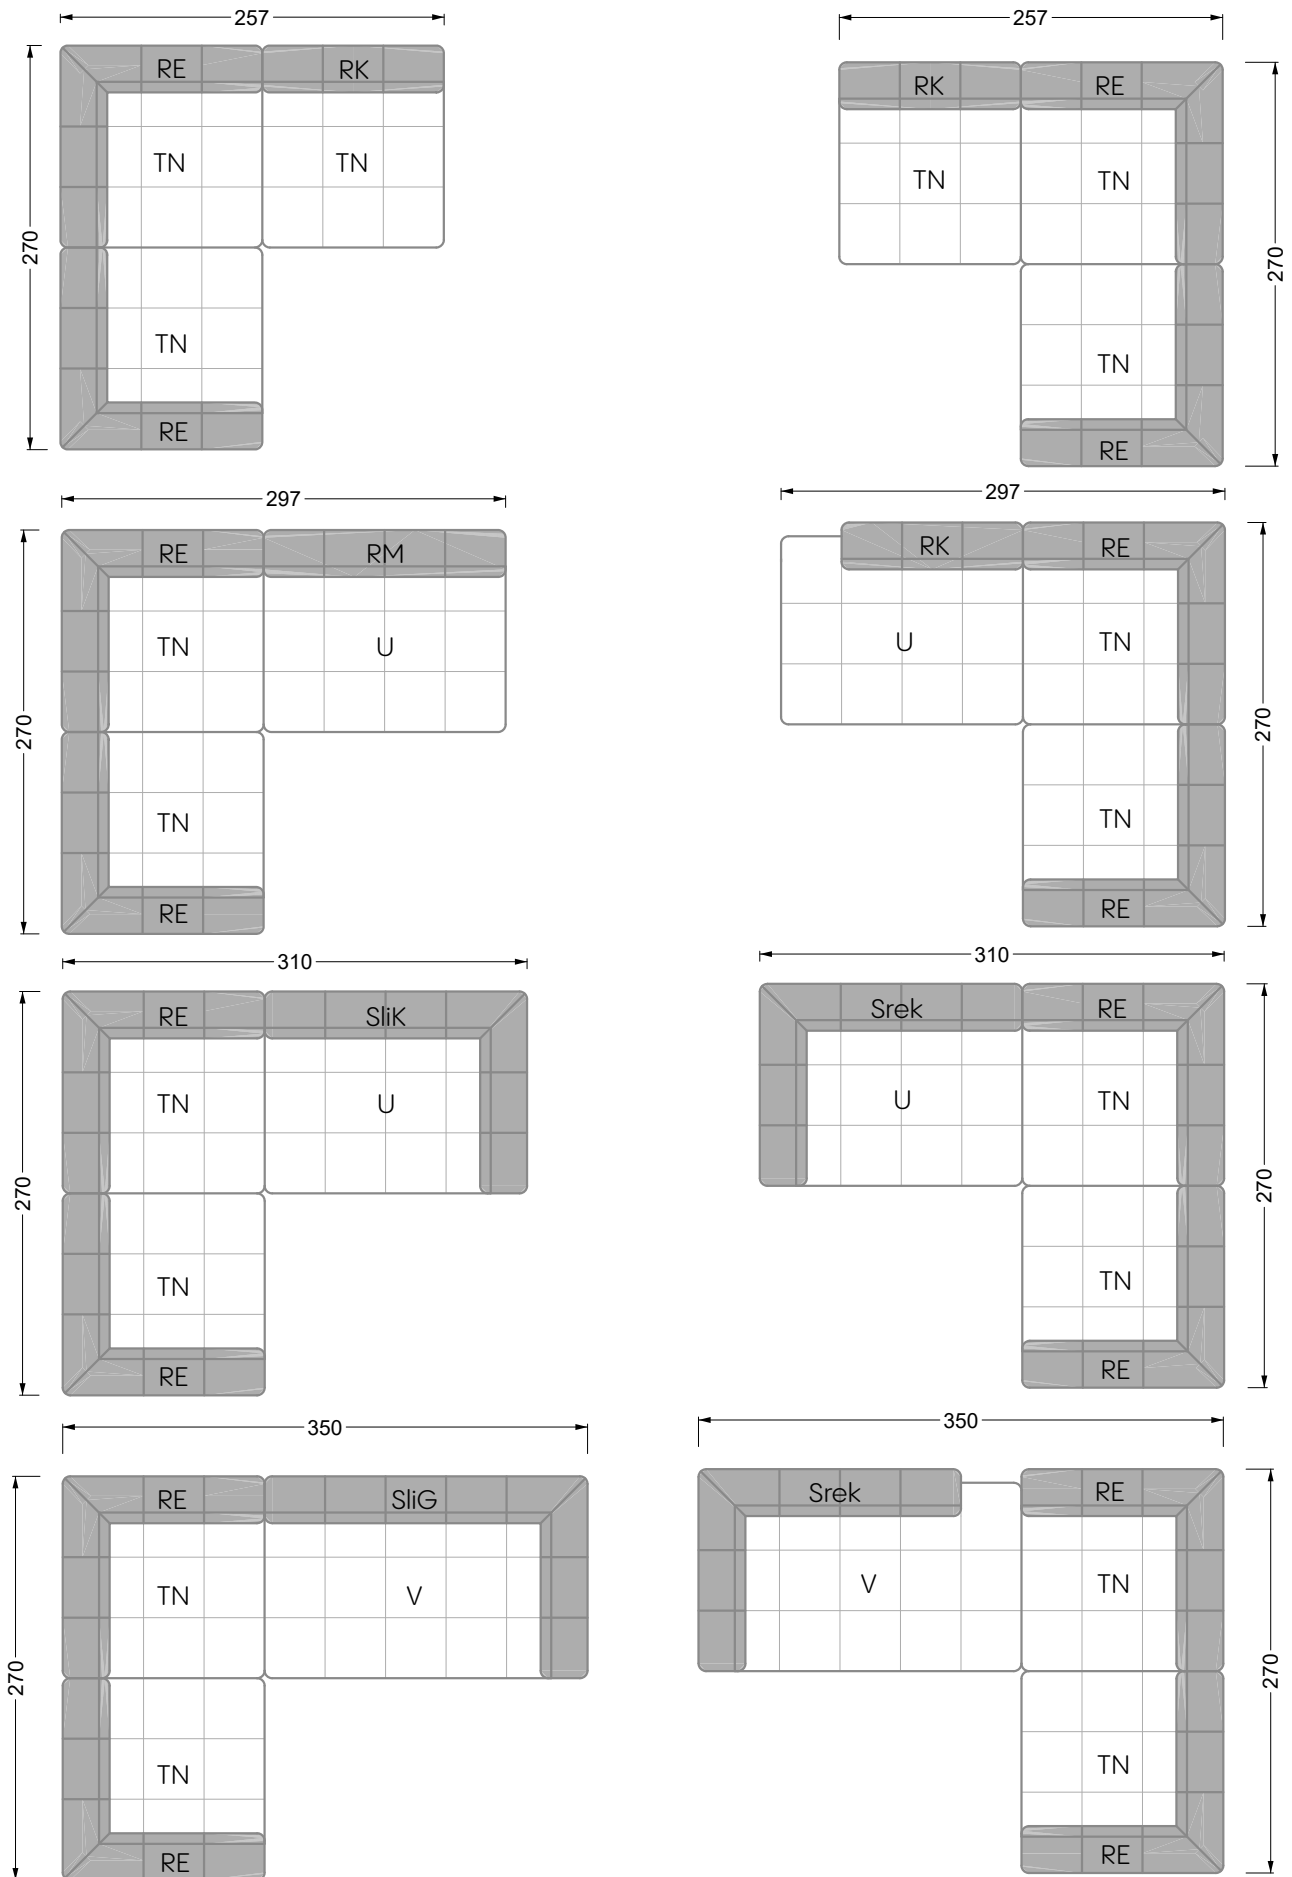 257
RE RK
TN TN
270
TN
RE
257
RK RE
TN TN
270
TN
RE
297
RE RM
TN U
270
TN
RE
297
RK RE
U TN
270
TN
RE
310
RE SliK
TN U
270
TN
RE
310
Srek RE
U TN
270
TN
RE
350
RE SliG
TN V
270
TN
RE
350
Srek RE
V TN
270
TN
RE